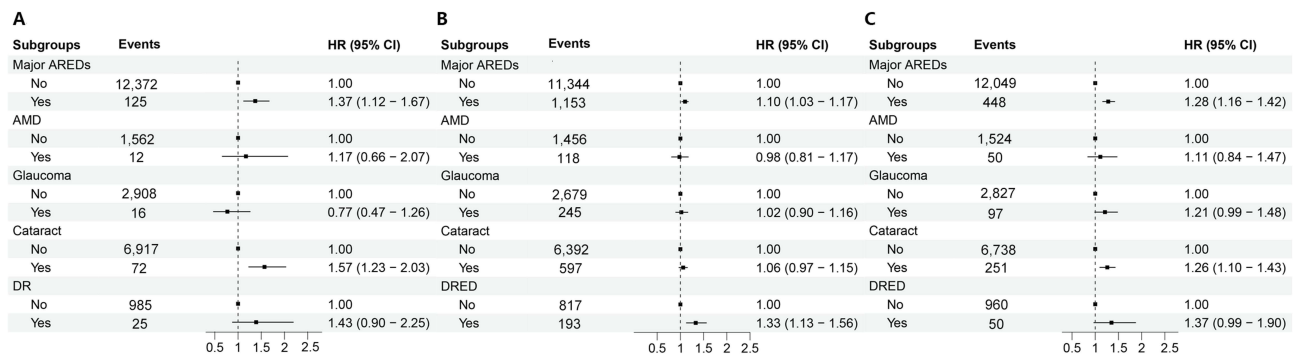 A
Subgroups Events HR (95% CI)
Major AREDs
No 12,372 1.00
Yes 125 1.37 (1.12 − 1.67)
AMD
No 1,562 1.00
Yes 12 1.17 (0.66 − 2.07)
Glaucoma
No 2,908 1.00
Yes 16 0.77 (0.47 − 1.26)
Cataract
No 6,917 1.00
Yes 72 1.57 (1.23 − 2.03)
DR
No 985 1.00
Yes 25 1.43 (0.90 − 2.25)
0.5 1 1.5 2 2.5
B
Subgroups Events HR (95% CI)
Major AREDs
No 11,344 1.00
Yes 1,153 1.10 (1.03 − 1.17)
AMD
No 1,456 1.00
Yes 118 0.98 (0.81 − 1.17)
Glaucoma
No 2,679 1.00
Yes 245 1.02 (0.90 − 1.16)
Cataract
No 6,392 1.00
Yes 597 1.06 (0.97 − 1.15)
DRED
No 817 1.00
Yes 193 1.33 (1.13 − 1.56)
0.5 1 1.5 2 2.5
C
Subgroups Events HR (95% CI)
Major AREDs
No 12,049 1.00
Yes 448 1.28 (1.16 − 1.42)
AMD
No 1,524 1.00
Yes 50 1.11 (0.84 − 1.47)
Glaucoma
No 2,827 1.00
Yes 97 1.21 (0.99 − 1.48)
Cataract
No 6,738 1.00
Yes 251 1.26 (1.10 − 1.43)
DRED
No 960 1.00
Yes 50 1.37 (0.99 − 1.90)
0.5 1 1.5 2 2.5